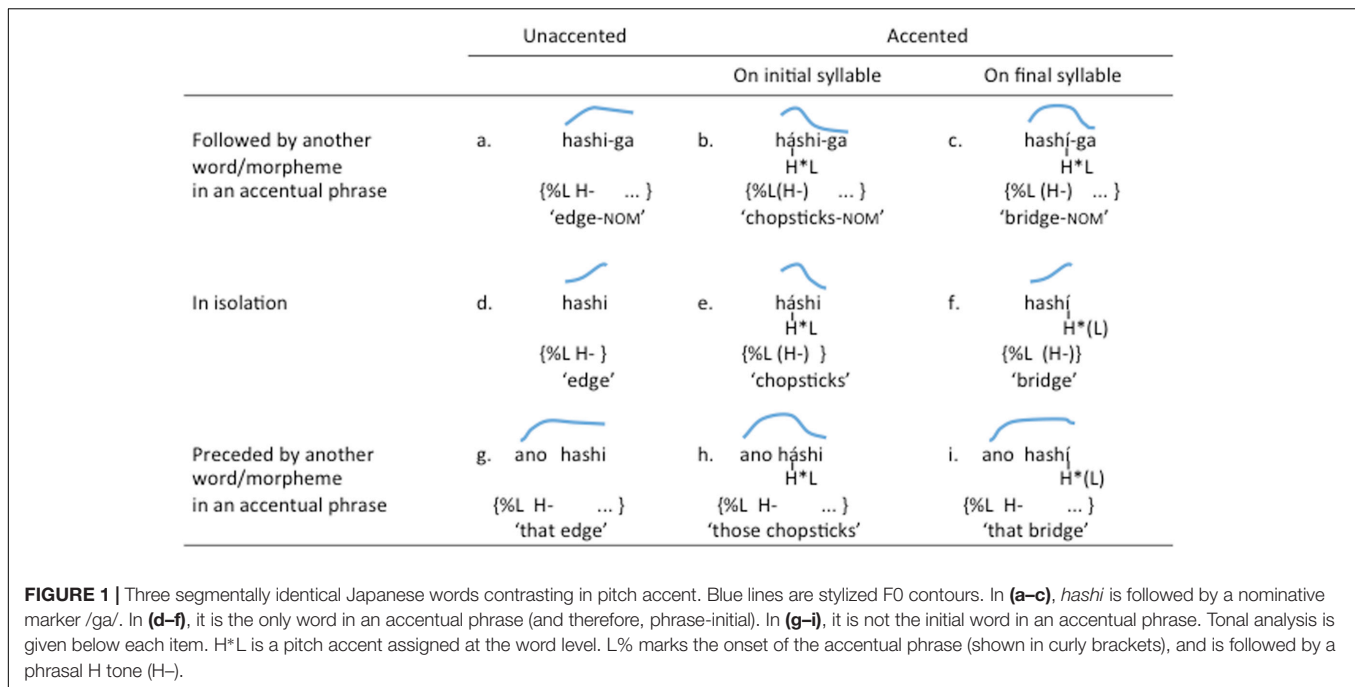 Unaccented Accented
On initial syllable On final syllable
Followed by another a. hashi-ga b. háshi-ga c. hashí-ga
word/morpheme H*L H*L
in an accentual phrase {%L H- ... } {%L(H-) ... } {%L (H-) ... }
'edge-NOM' 'chopsticks-NOM' 'bridge-NOM'
In isolation d. hashi e. háshi f. hashí
H*L H*(L)
{%L H- } {%L (H-) } {%L (H-)}
'edge' 'chopsticks' 'bridge'
Preceded by another g. ano hashi h. ano háshi i. ano hashí
word/morpheme H*L H*(L)
in an accentual phrase {%L H- ... } {%L H- ... } {%L H- ... }
'that edge' 'those chopsticks' 'that bridge'
FIGURE 1 | Three segmentally identical Japanese words contrasting in pitch accent. Blue lines are stylized F0 contours. In (a–c), hashi is followed by a nominative
marker /ga/. In (d–f), it is the only word in an accentual phrase (and therefore, phrase-initial). In (g–i), it is not the initial word in an accentual phrase. Tonal analysis is
given below each item. H*L is a pitch accent assigned at the word level. L% marks the onset of the accentual phrase (shown in curly brackets), and is followed by a
phrasal H tone (H–).